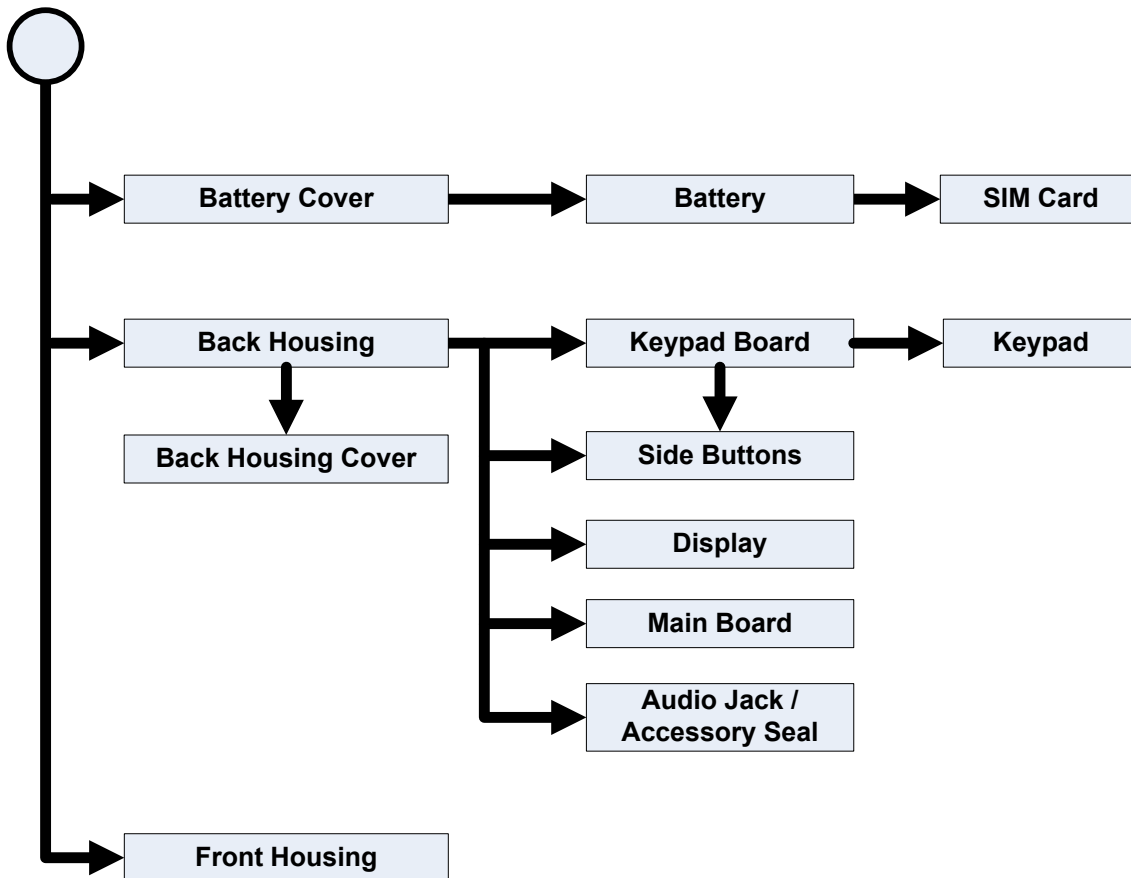 Battery Cover
Battery
SIM Card
Back Housing
Keypad Board
Keypad
Back Housing Cover
Side Buttons
Display
Main Board
Audio Jack /
Accessory Seal
Front Housing